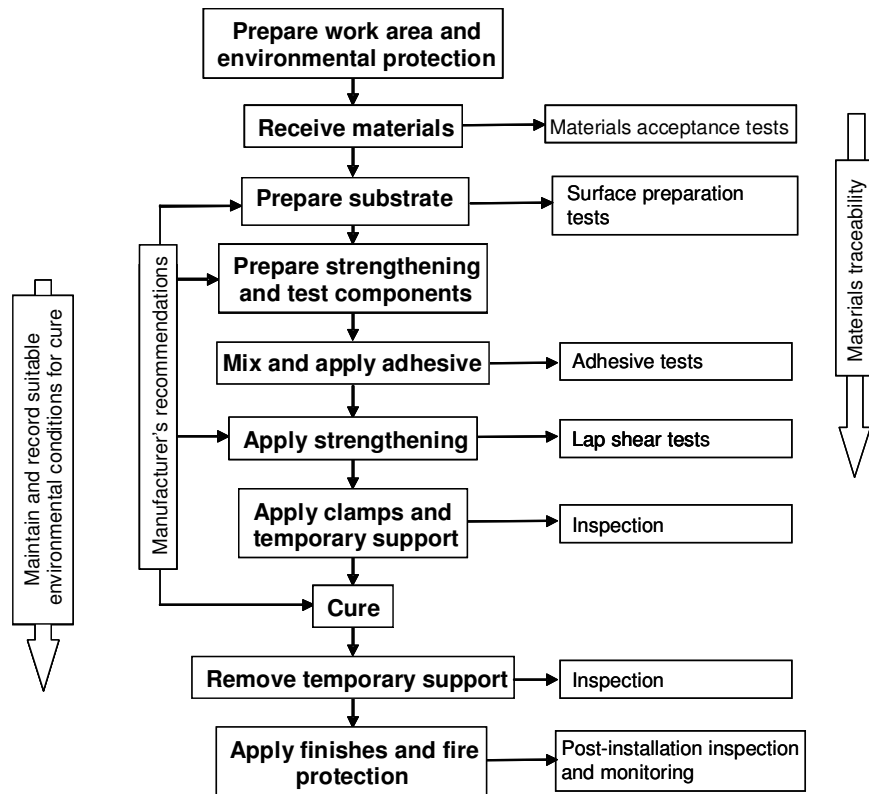 Prepare work area and
environmental protection
Receive materials
Materials acceptance tests
Prepare substrate
Surface preparation
tests
Prepare strengthening
and test components
Mix and apply adhesive
Adhesive tests
Apply strengthening
Lap shear tests
Apply clamps and
temporary support
Inspection
Cure
Remove temporary support
Inspection
Apply finishes and fire
protection
Post-installation inspection
and monitoring
Manufacturer's recommendations
Maintain and record suitable
environmental conditions for cure
Materials traceability